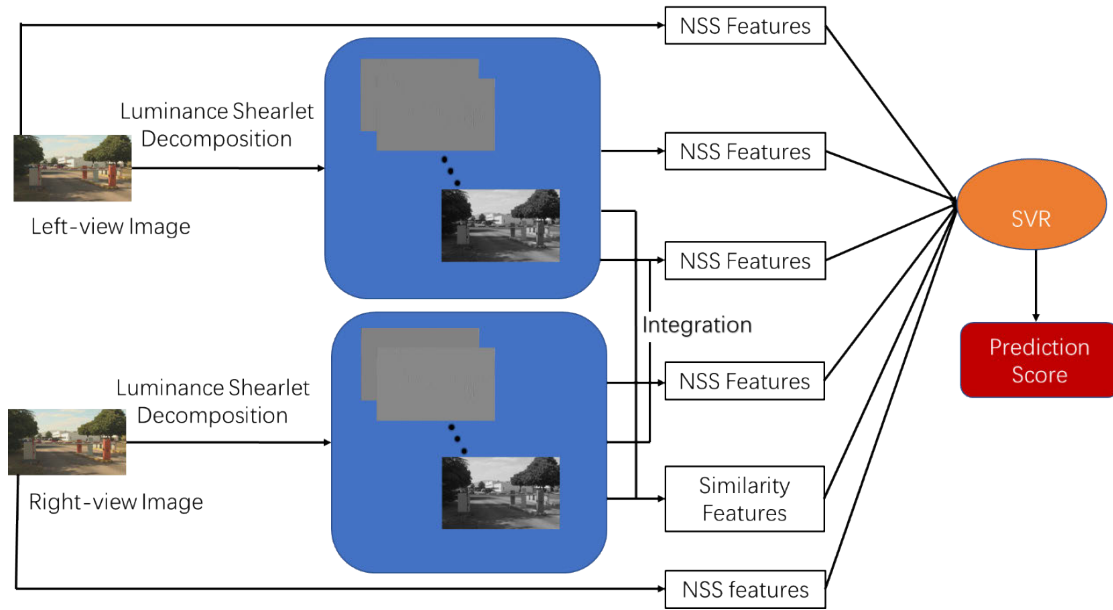 NSS Features
Luminance Shearlet
Decomposition
NSS Features
Left-view Image
SVR
NSS Features
Integration
Prediction
Score
NSS Features
Luminance Shearlet
Decomposition
Similarity
Features
Right-view Image
NSS features